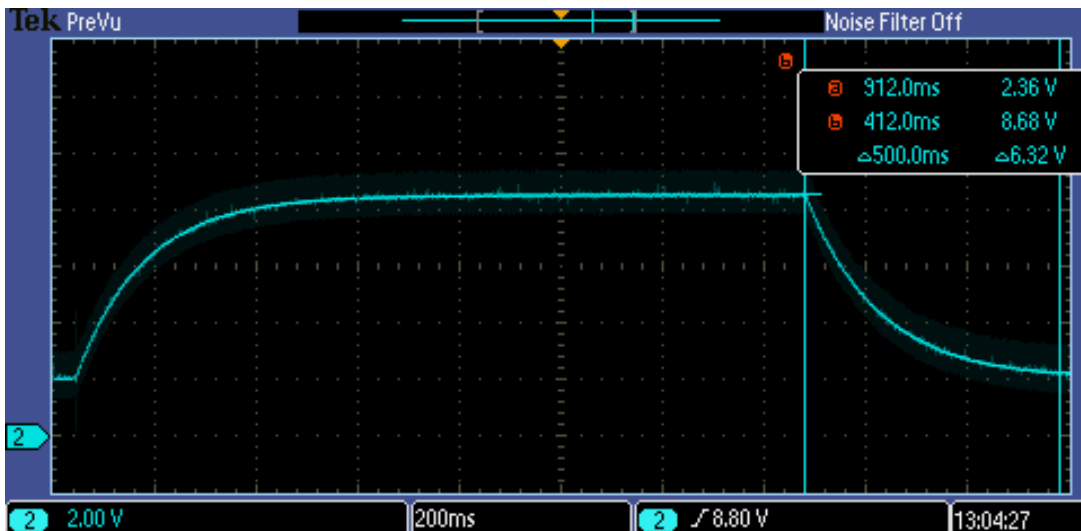 Tek PreVu
Noise Filter Off
a 912.0ms 2.36 V
b 412.0ms 8.68 V
△500.0ms △6.32 V
b
2
2 2.00 V 200ms 2 ∫ 8.80 V 13:04:27